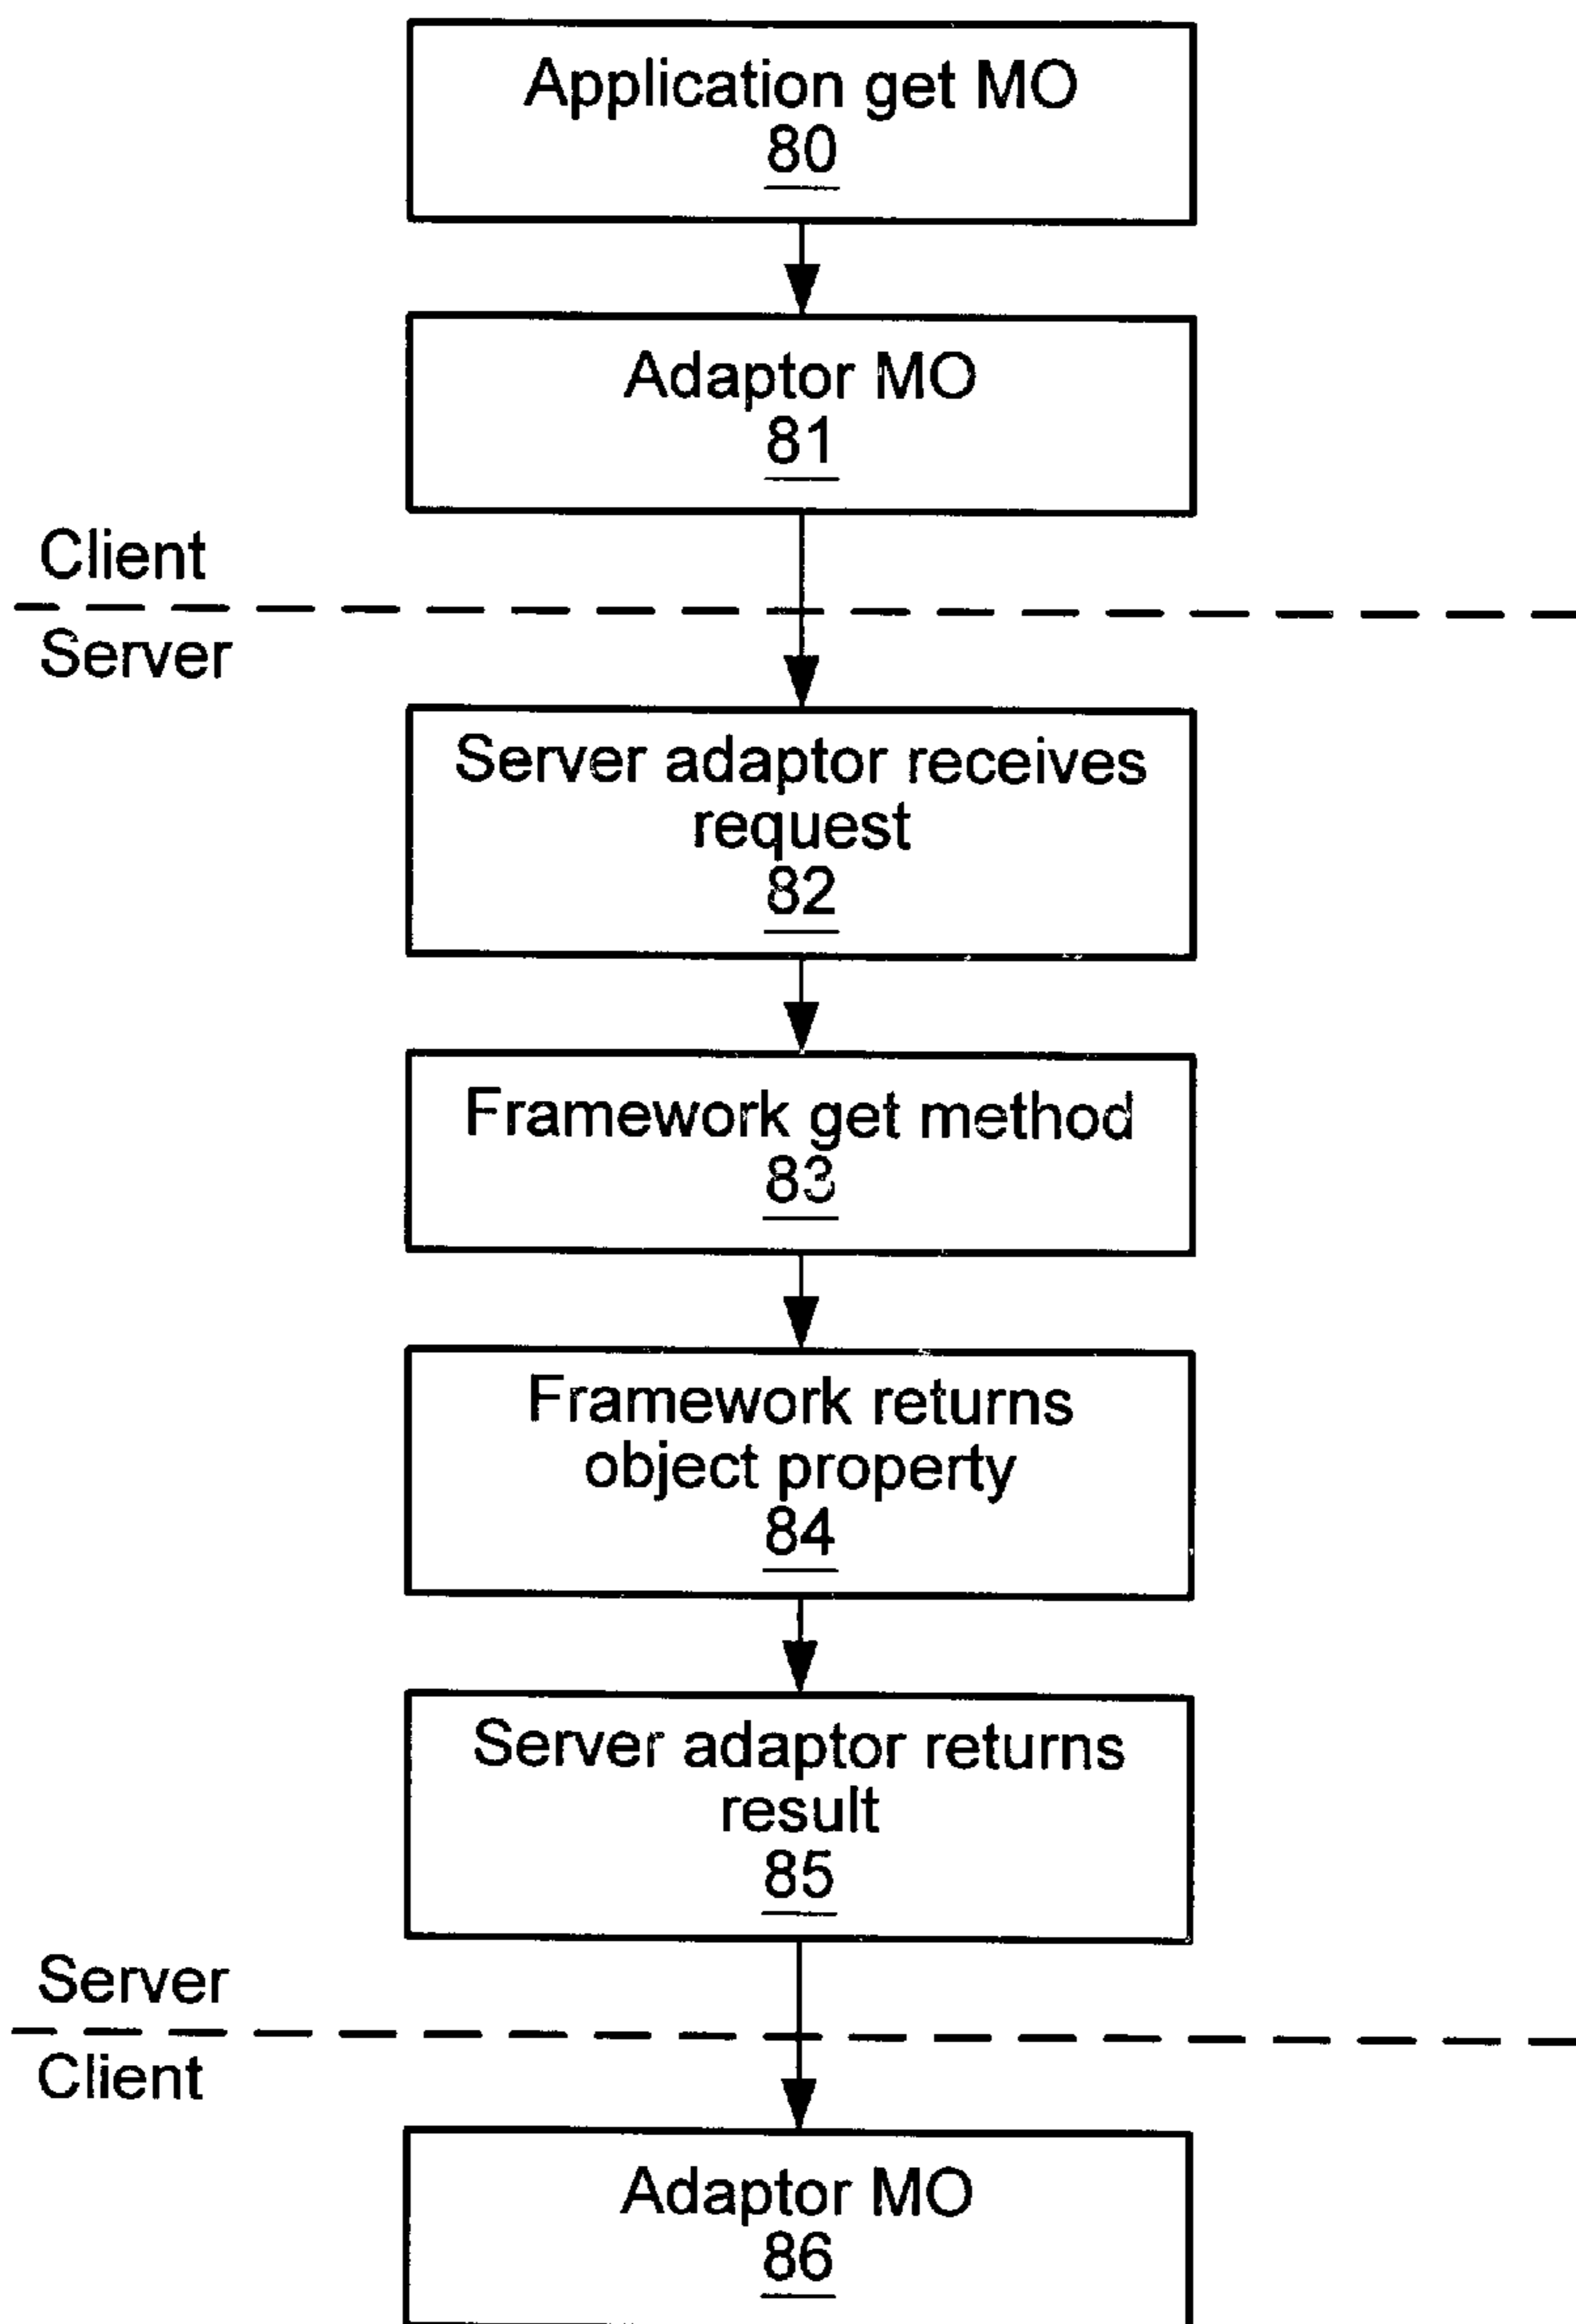 Application get MO
80
Adaptor MO
81
Client
Server
Server adaptor receives
request
82
Framework get method
83
Framework returns
object property
84
Server adaptor returns
result
85
Server
Client
Adaptor MO
86